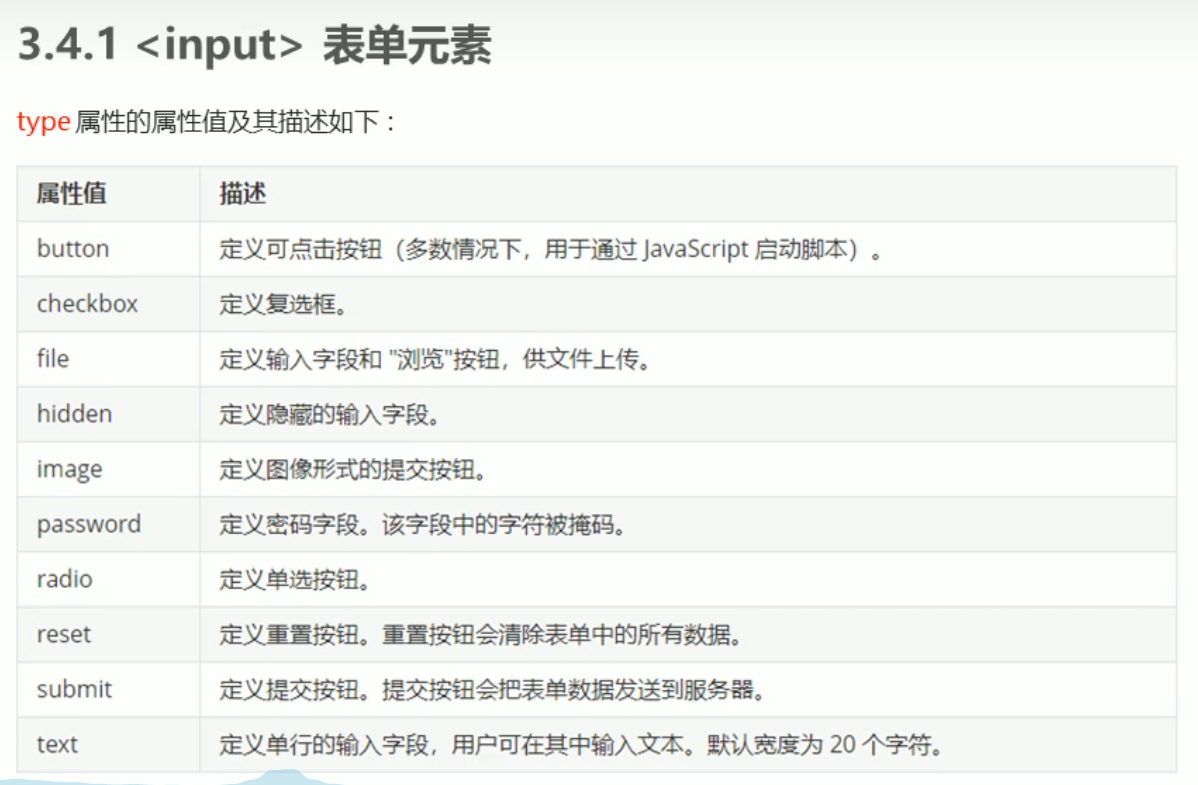 3.4.1 <input> 表单元素
type 属性的属性值及其描述如下：
属性值 描述
button 定义可点击按钮（多数情况下，用于通过 JavaScript 启动脚本）。
checkbox 定义复选框。
file 定义输入字段和 "浏览"按钮，供文件上传。
hidden 定义隐藏的输入字段。
image 定义图像形式的提交按钮。
password 定义密码字段。该字段中的字符被掩码。
radio 定义单选按钮。
reset 定义重置按钮。重置按钮会清除表单中的所有数据。
submit 定义提交按钮。提交按钮会把表单数据发送到服务器。
text 定义单行的输入字段，用户可在其中输入文本。默认宽度为 20 个字符。